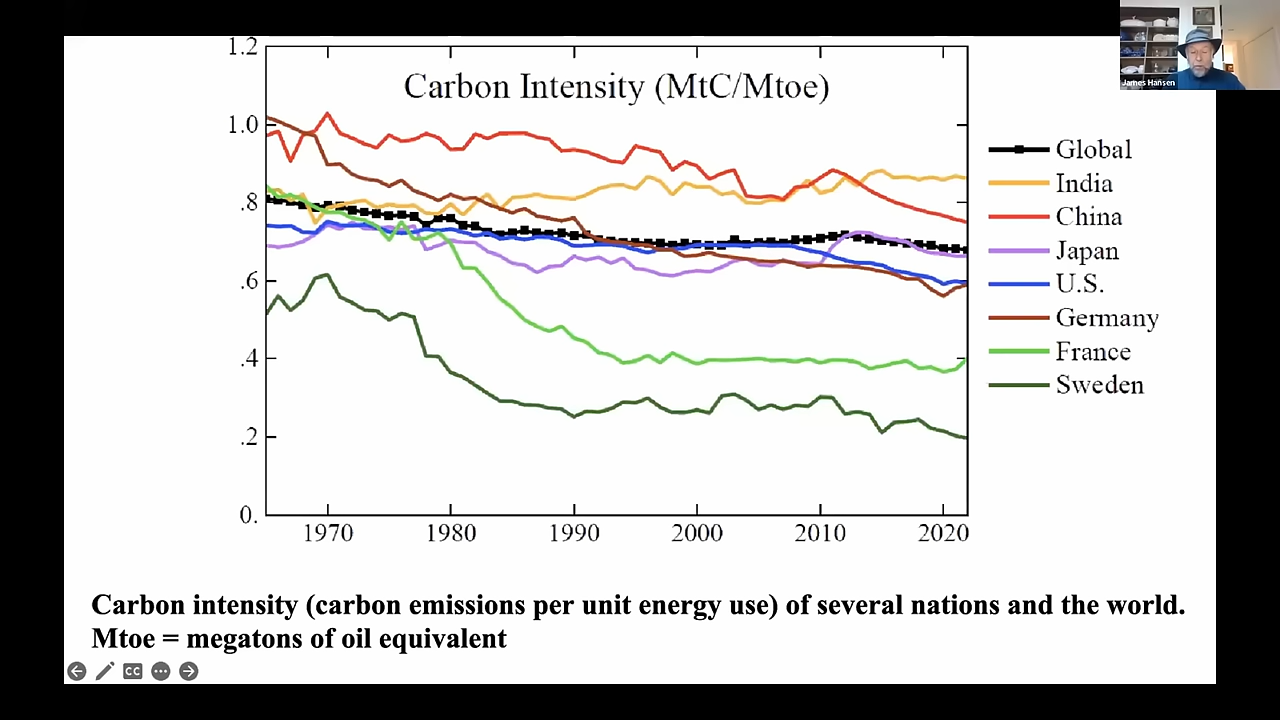 James Hansen
Carbon Intensity (MtC/Mtoe)
1.2
1.0
.8
.6
.4
.2
0.
1970 1980 1990 2000 2010 2020
Global
India
China
Japan
U.S.
Germany
France
Sweden
Carbon intensity (carbon emissions per unit energy use) of several nations and the world.
Mtoe = megatons of oil equivalent
CC